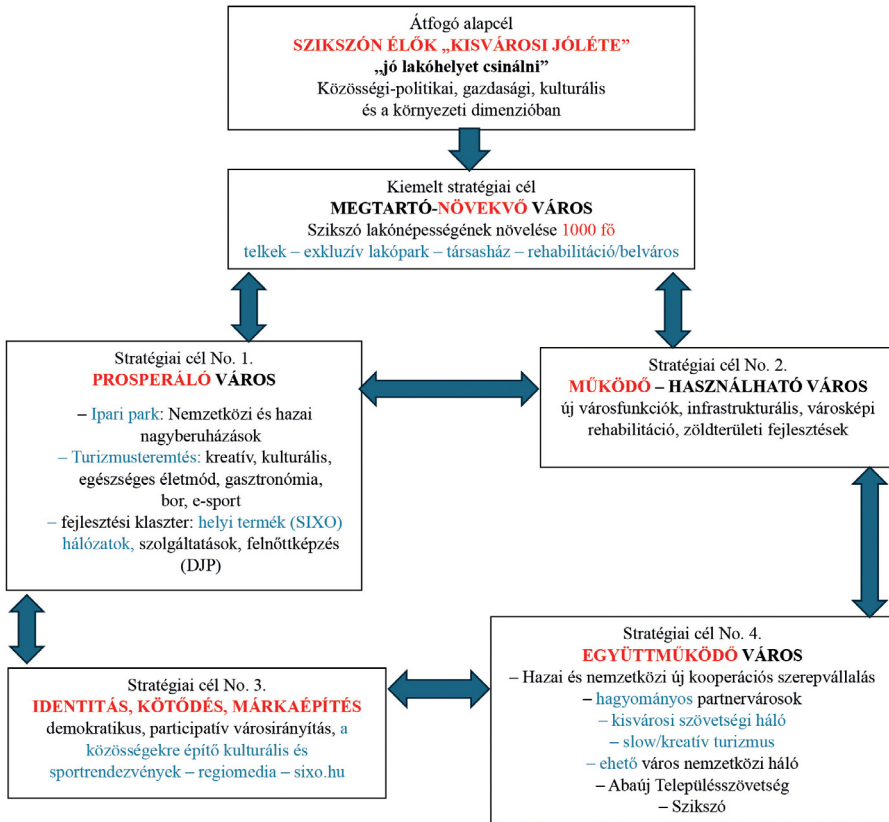 Átfogó alapcél
SZIKSZÓN ÉLŐK „KISVÁROSI JÓLÉTE”
„jó lakóhelyet csinálni”
Közösségi-politikai, gazdasági, kulturális
és a környezeti dimenzióban
Kiemelt stratégiai cél
MEGTARTÓ-NÖVEKVŐ VÁROS
Szikszó lakónépességének növelése 1000 fő
telkek – exkluzív lakópark – társasház – rehabilitáció/belváros
Stratégiai cél No. 1.
PROSPERÁLÓ VÁROS
– Ipari park: Nemzetközi és hazai
nagyberuházások
– Turizmusteremtés: kreatív, kulturális,
egészséges életmód, gasztronómia,
bor, e-sport
– fejlesztési klaszter: helyi termék (SIXO)
hálózatok, szolgáltatások, felnőttképzés
(DJP)
Stratégiai cél No. 2.
MŰKÖDŐ – HASZNÁLHATÓ VÁROS
új városfunkciók, infrastrukturális, városképi
rehabilitáció, zöldterületi fejlesztések
Stratégiai cél No. 3.
IDENTITÁS, KÖTŐDÉS, MÁRKAÉPÍTÉS
demokratikus, participatív városirányítás, a
közösségekre építő kulturális és
sportrendezvények – regiomedia – sixo.hu
Stratégiai cél No. 4.
EGYÜTTMŰKÖDŐ VÁROS
– Hazai és nemzetközi új kooperációs szerepvállalás
– hagyományos partnervárosok
– kisvárosi szövetségi háló
– slow/kreatív turizmus
– ehető város nemzetközi háló
– Abaúj Településszövetség
– Szikszó